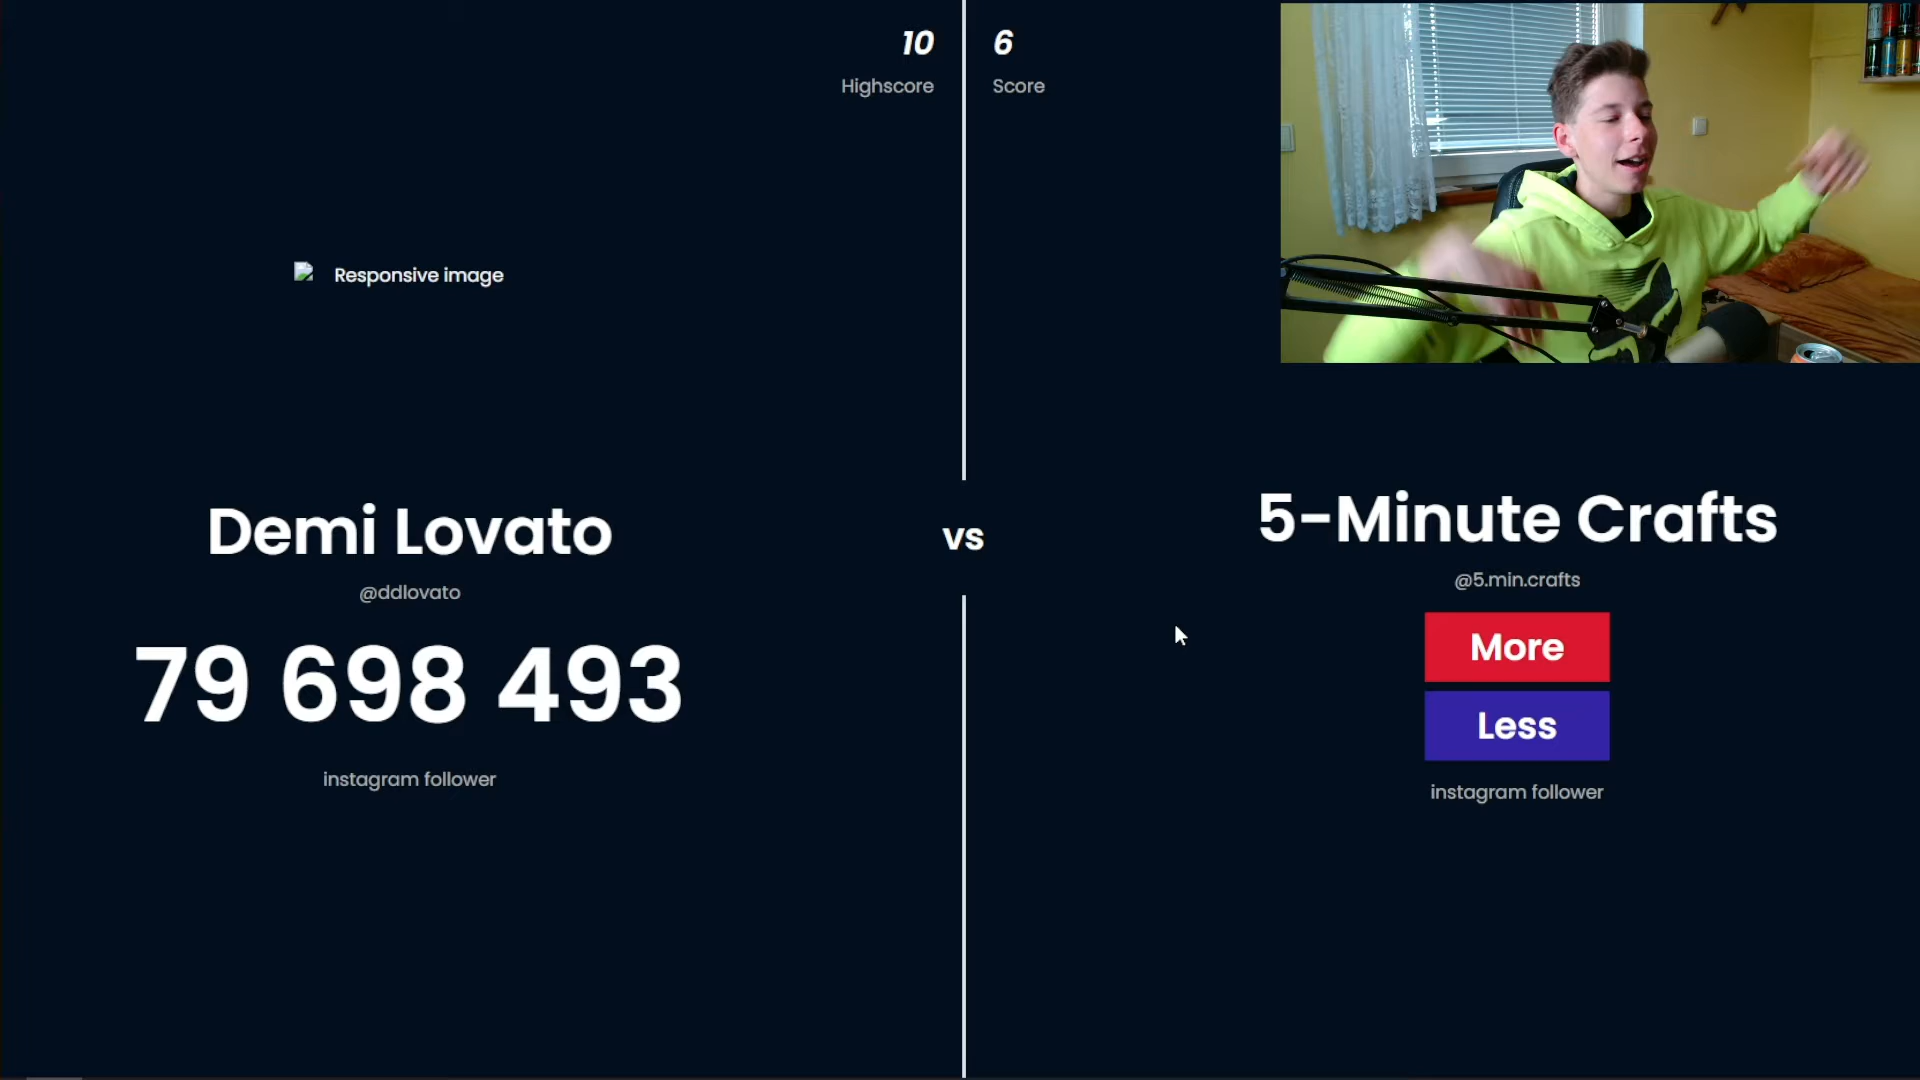 10
Highscore
6
Score
Responsive image
Demi Lovato
@ddlovato
79 698 493
instagram follower
vs
5-Minute Crafts
@5.min.crafts
More
Less
instagram follower